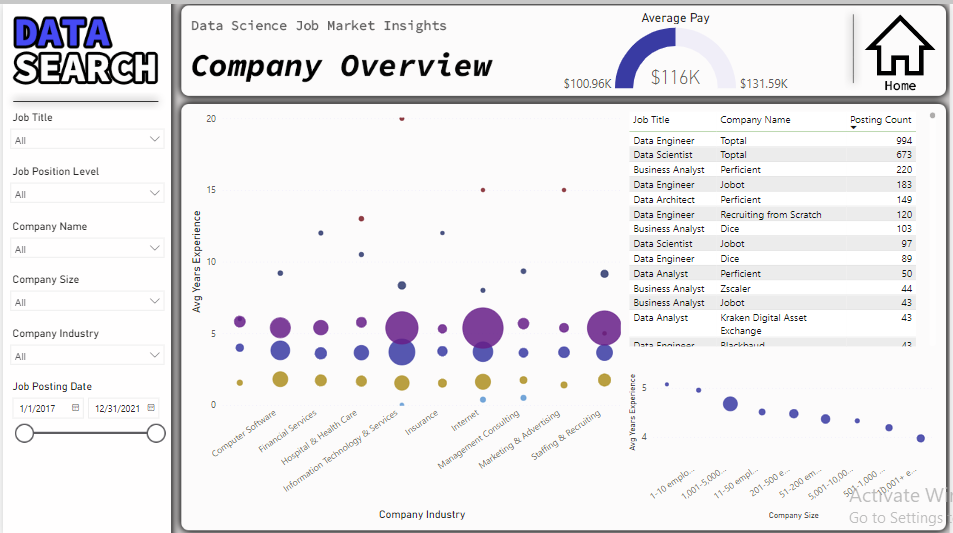 DATA
SEARCH
Job Title
All
Job Position Level
All
Company Name
All
Company Size
All
Company Industry
All
Job Posting Date
1/1/2017 12/31/2021
Data Science Job Market Insights
Company Overview
Average Pay
$100.96K $116K $131.59K
Home
Avg Years Experience
20
15
10
5
0
Computer Software
Financial Services
Hospital & Health Care
Information Technology & Services
Insurance
Internet
Management Consulting
Marketing & Advertising
Staffing & Recruiting
Company Industry
Job Title Company Name Posting Count
Data Engineer Toptal 994
Data Scientist Toptal 673
Business Analyst Perficient 220
Data Engineer Jobot 183
Data Architect Perficient 149
Data Engineer Recruiting from Scratch 120
Business Analyst Dice 103
Data Scientist Jobot 97
Data Engineer Dice 89
Data Analyst Perficient 50
Business Analyst Zscaler 44
Business Analyst Jobot 43
Data Analyst Kraken Digital Asset 43
Exchange
Data Engineer Blackbaud 43
Avg Years Experience
5
4
1-10 emplo...
1,001-5,000...
11-50 empl...
201-500 e...
51-200 em...
5,001-10,00...
501-1,000 ...
10,001+ e...
Company Size
Activate Win
Go to Settings